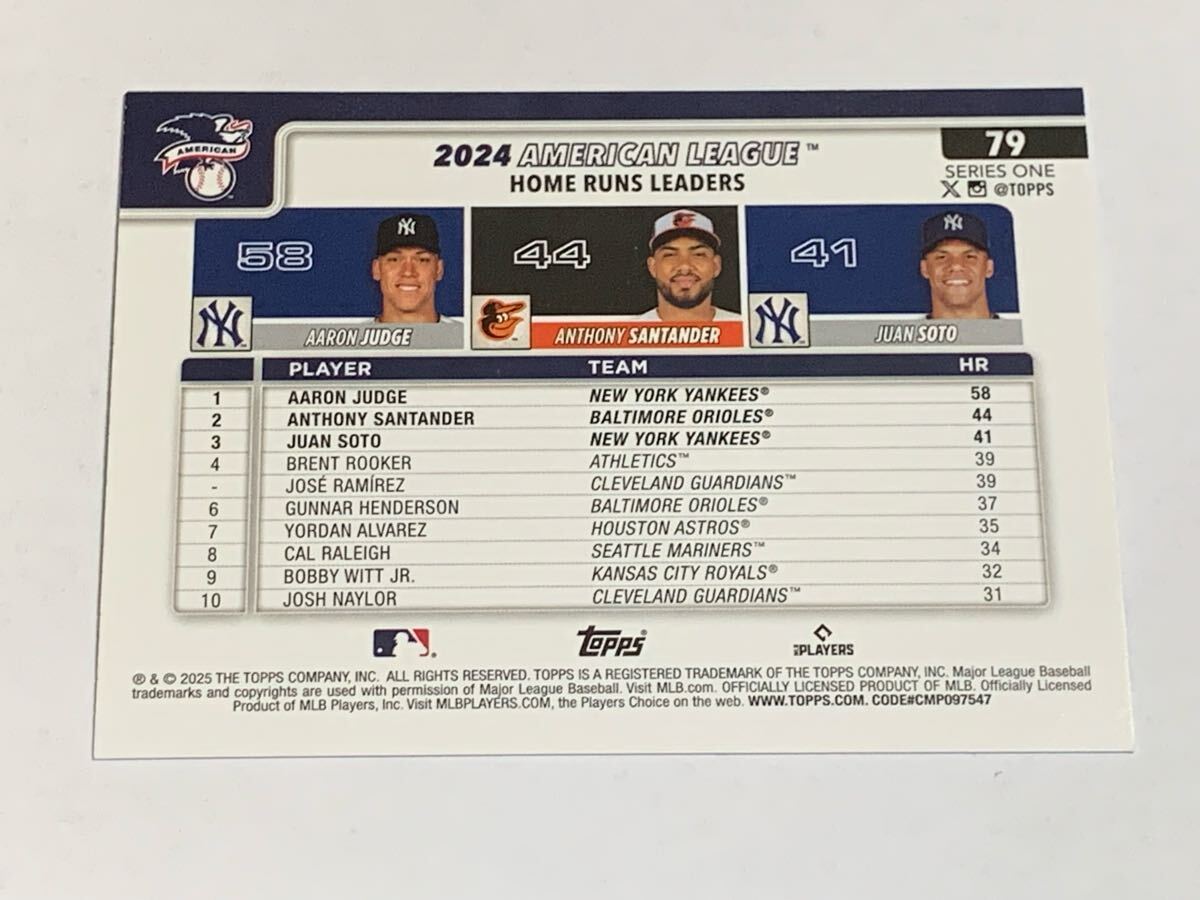 AMERICAN
2024 AMERICAN LEAGUE™
HOME RUNS LEADERS
79
SERIES ONE
X @TOPPS
58
44
41
NY
NY
NY
NY
AARON JUDGE
ANTHONY SANTANDER
JUAN SOTO
PLAYER TEAM HR
1 AARON JUDGE NEW YORK YANKEES® 58
2 ANTHONY SANTANDER BALTIMORE ORIOLES® 44
3 JUAN SOTO NEW YORK YANKEES® 41
4 BRENT ROOKER ATHLETICS™ 39
- JOSÉ RAMÍREZ CLEVELAND GUARDIANS™ 39
6 GUNNAR HENDERSON BALTIMORE ORIOLES® 37
7 YORDAN ALVAREZ HOUSTON ASTROS® 35
8 CAL RALEIGH SEATTLE MARINERS™ 34
9 BOBBY WITT JR. KANSAS CITY ROYALS® 32
10 JOSH NAYLOR CLEVELAND GUARDIANS™ 31
Topps® MLB PLAYERS
® & © 2025 THE TOPPS COMPANY, INC. ALL RIGHTS RESERVED. TOPPS IS A REGISTERED TRADEMARK OF THE TOPPS COMPANY, INC. Major League Baseball
trademarks and copyrights are used with permission of Major League Baseball. Visit MLB.com. OFFICIALLY LICENSED PRODUCT OF MLB. Officially Licensed
Product of MLB Players, Inc. Visit MLBPLAYERS.COM, the Players Choice on the web. WWW.TOPPS.COM. CODE#CMP097547